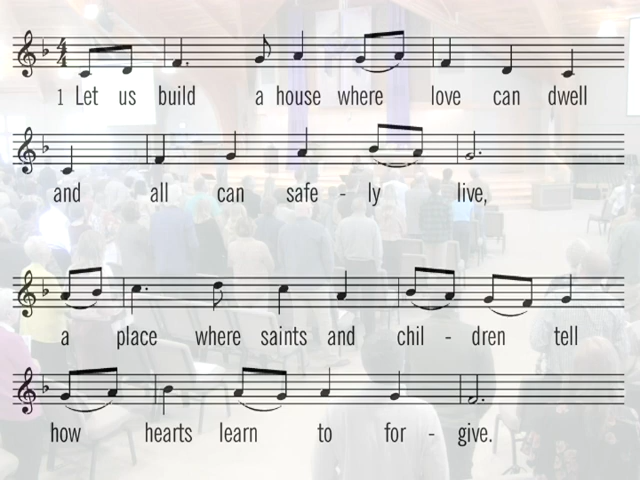 1 Let us build a house where love can dwell
and all can safe - ly live,
a place where saints and chil - dren tell
how hearts learn to for - give.